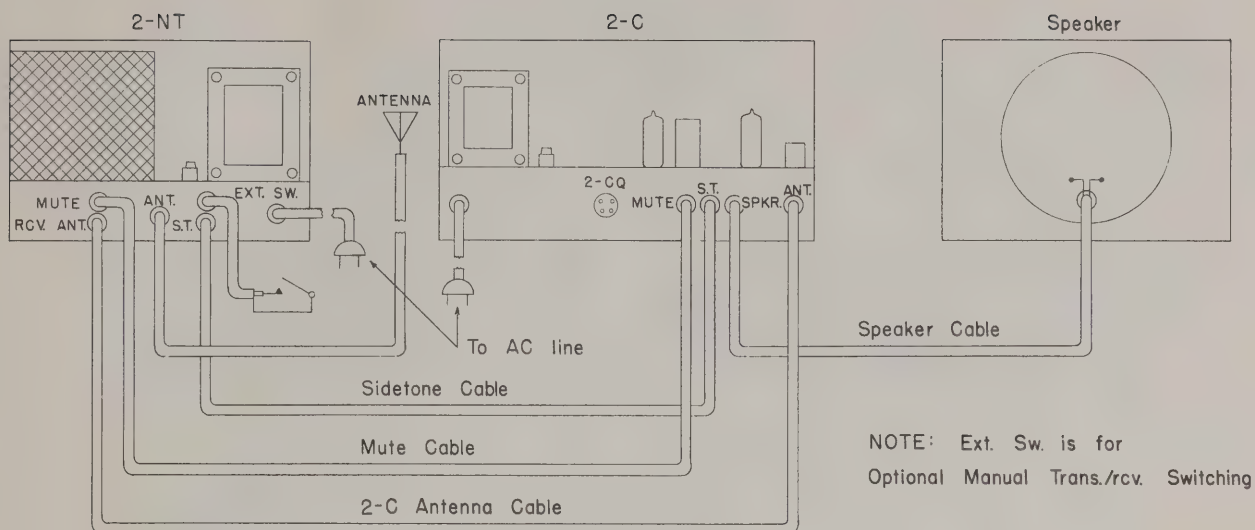 2-NT
2-C
Speaker
ANTENNA
MUTE
ANT.
EXT. SW.
RCV. ANT.
S.T.
2-CQ
MUTE
S.T.
SPKR.
ANT.
To AC line
Speaker Cable
Sidetone Cable
Mute Cable
2-C Antenna Cable
NOTE: Ext. Sw. is for
Optional Manual Trans./rcv. Switching